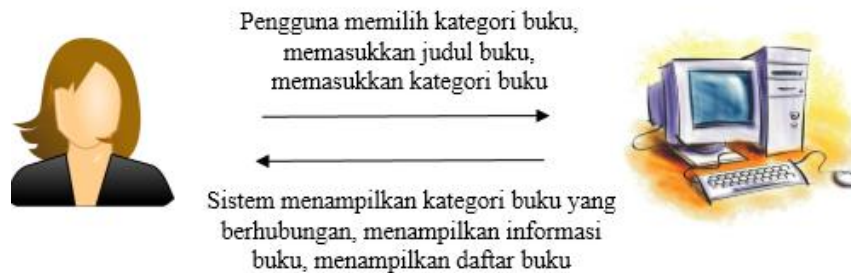 Pengguna memilih kategori buku,
memasukkan judul buku,
memasukkan kategori buku
Sistem menampilkan kategori buku yang
berhubungan, menampilkan informasi
buku, menampilkan daftar buku